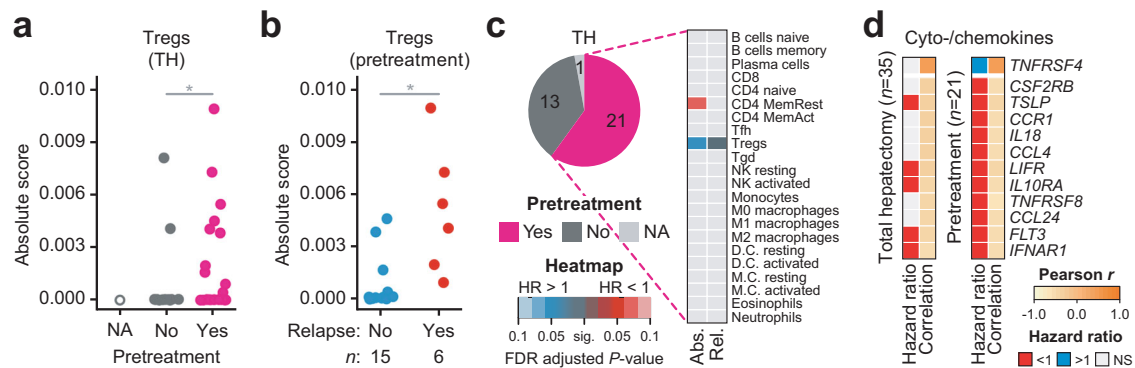 a
Tregs
(TH)
Absolute score
0.010
0.009
0.006
0.003
0.000
*
NA
No
Yes
Pretreatment
b
Tregs
(pretreatment)
Absolute score
0.010
0.009
0.006
0.003
0.000
*
Relapse: No Yes
n: 15 6
c
TH
1
13
21
Pretreatment
Yes No NA
Heatmap
HR > 1 HR < 1
0.1 0.05 sig. 0.05 0.1
FDR adjusted P-value
B cells naive
B cells memory
Plasma cells
CD8
CD4 naive
CD4 MemRest
CD4 MemAct
Tfh
Tregs
Tgd
NK resting
NK activated
Monocytes
M0 macrophages
M1 macrophages
M2 macrophages
D.C. resting
D.C. activated
M.C. resting
M.C. activated
Eosinophils
Neutrophils
Abs.
Rel.
d
Cyto-/chemokines
Total hepatectomy (n=35)
Pretreatment (n=21)
TNFRSF4
CSF2RB
TSLP
CCR1
IL18
CCL4
LIFR
IL10RA
TNFRSF8
CCL24
FLT3
IFNAR1
Hazard ratio
Correlation
Hazard ratio
Correlation
Pearson r
-1.0 0.0 1.0
Hazard ratio
<1 >1 NS